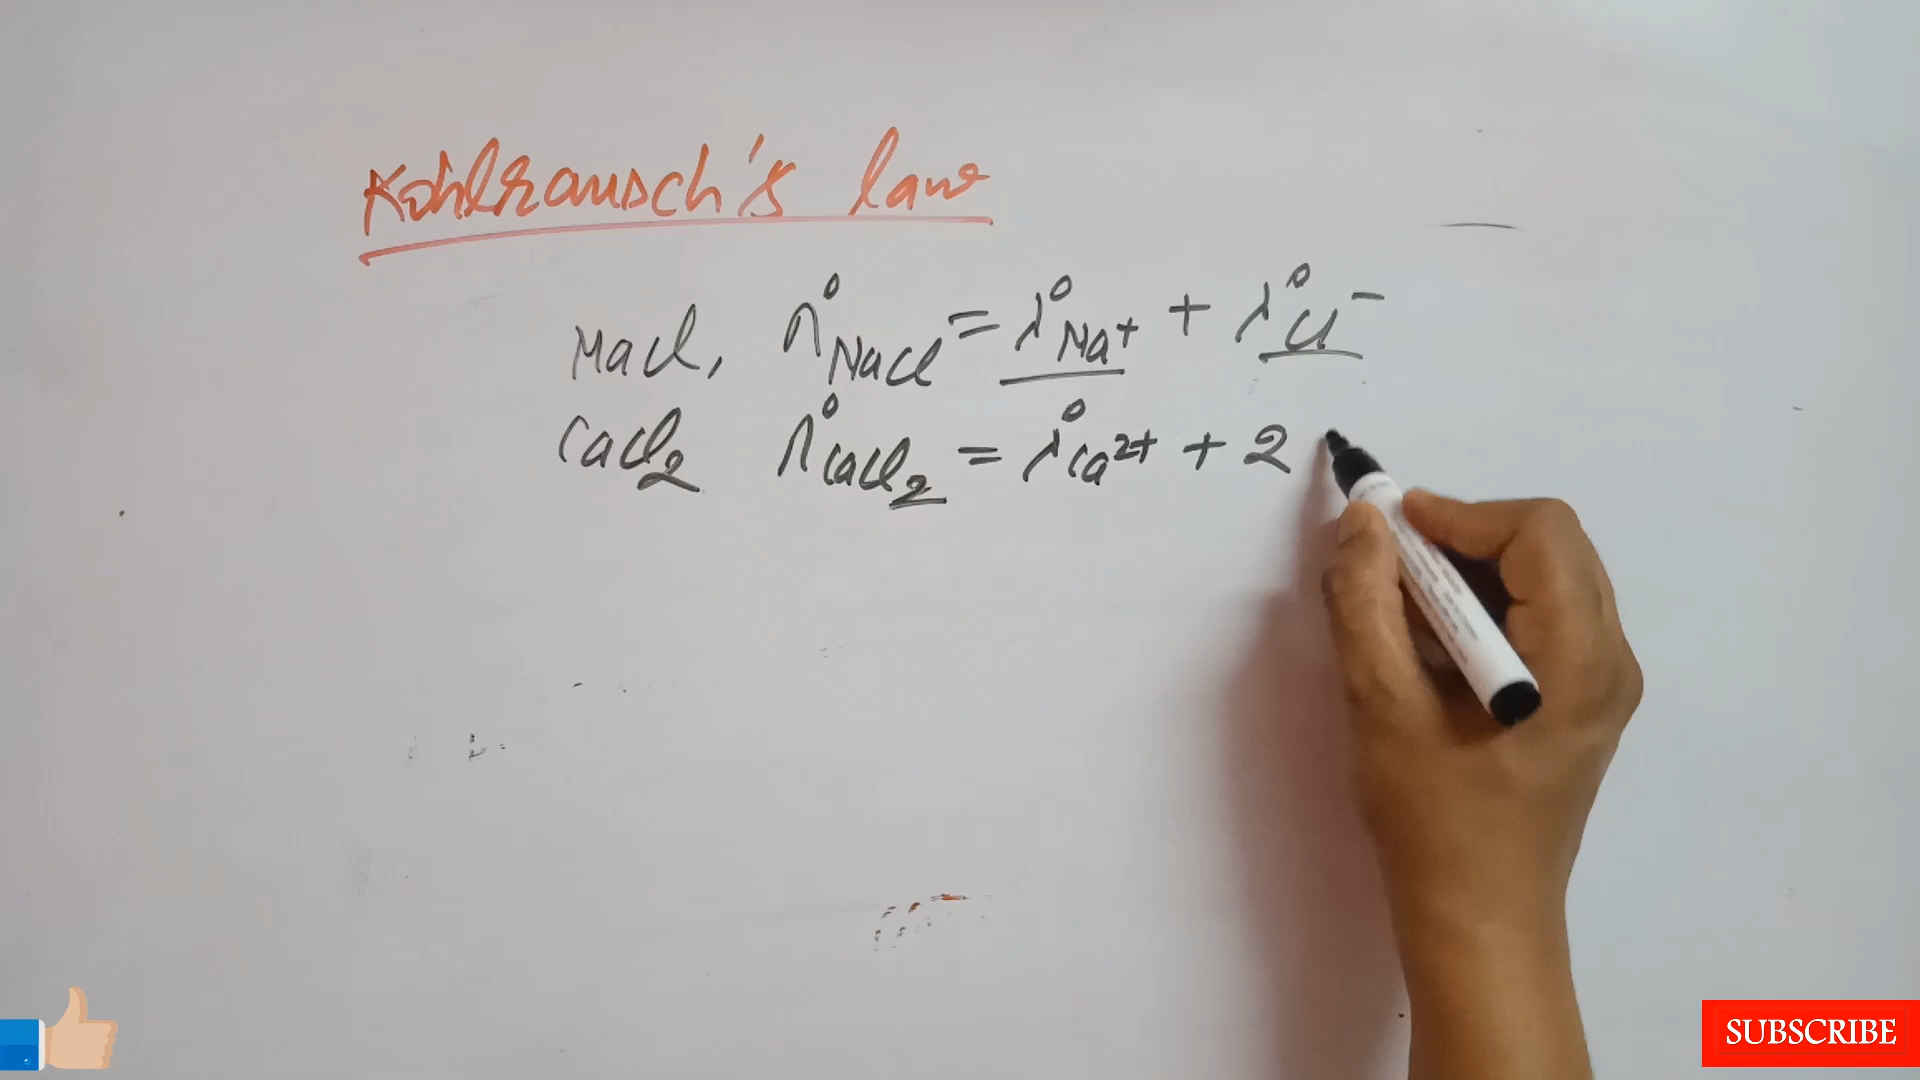 Kohlrausch's law
NaCl, Λ°NaCl = λ°Na+ + λ°Cl-
CaCl2 Λ°CaCl2 = λ°Ca2+ + 2
SUBSCRIBE